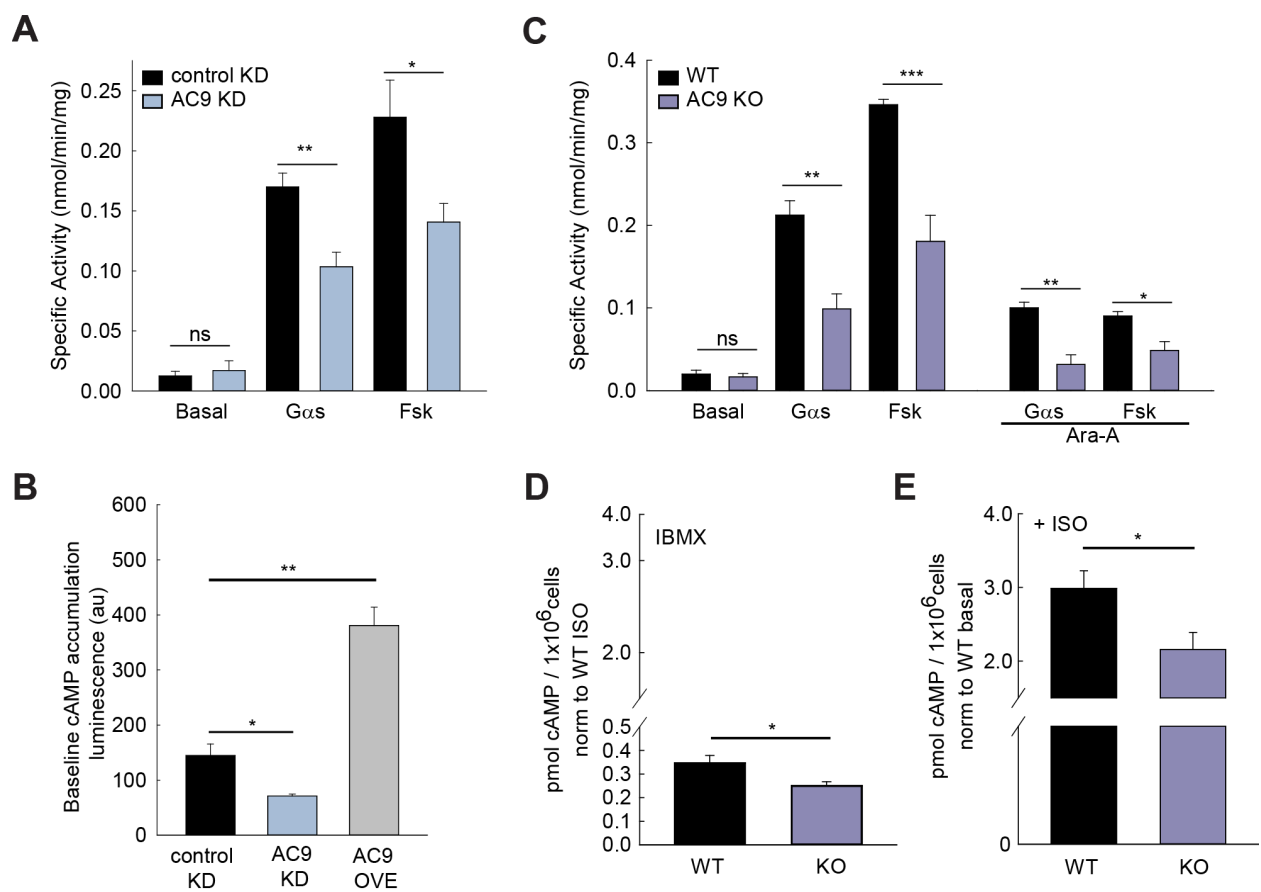 A
control KD
AC9 KD
Specific Activity (nmol/min/mg)
0.25
0.20
0.15
0.10
0.05
0.00
ns
**
*
Basal
Gαs
Fsk
C
WT
AC9 KO
Specific Activity (nmol/min/mg)
0.4
0.3
0.2
0.1
0.0
ns
**
***
**
*
Basal
Gαs
Fsk
Gαs
Fsk
Ara-A
B
Baseline cAMP accumulation
luminescence (au)
600
500
400
300
200
100
0
**
*
control
KD
AC9
KD
AC9
OVE
D
IBMX
pmol cAMP / 1x10⁶cells
norm to WT ISO
4.0
3.0
2.0
0.5
0.4
0.3
0.2
0.1
0.0
*
WT
KO
E
+ ISO
pmol cAMP / 1x10⁶cells
norm to WT basal
4.0
3.0
2.0
0
*
WT
KO